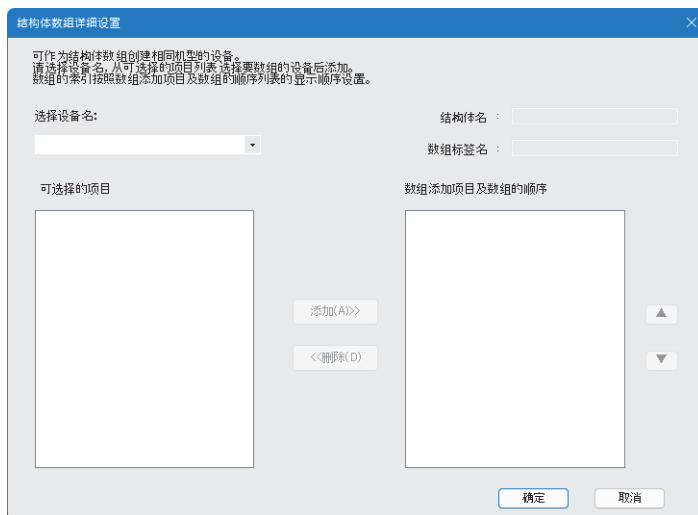 结构体数组详细设置
可作为结构体数组创建相同机型的设备。
请选择设备名,从可选择的项目列表选择要数组的设备后添加。
数组的索引按照数组添加项目及数组的顺序列表的显示顺序设置。
选择设备名:
结构体名 :
数组标签名 :
可选择的项目
数组添加项目及数组的顺序
添加(A)>>
▲
<<删除(D)
▼
确定
取消